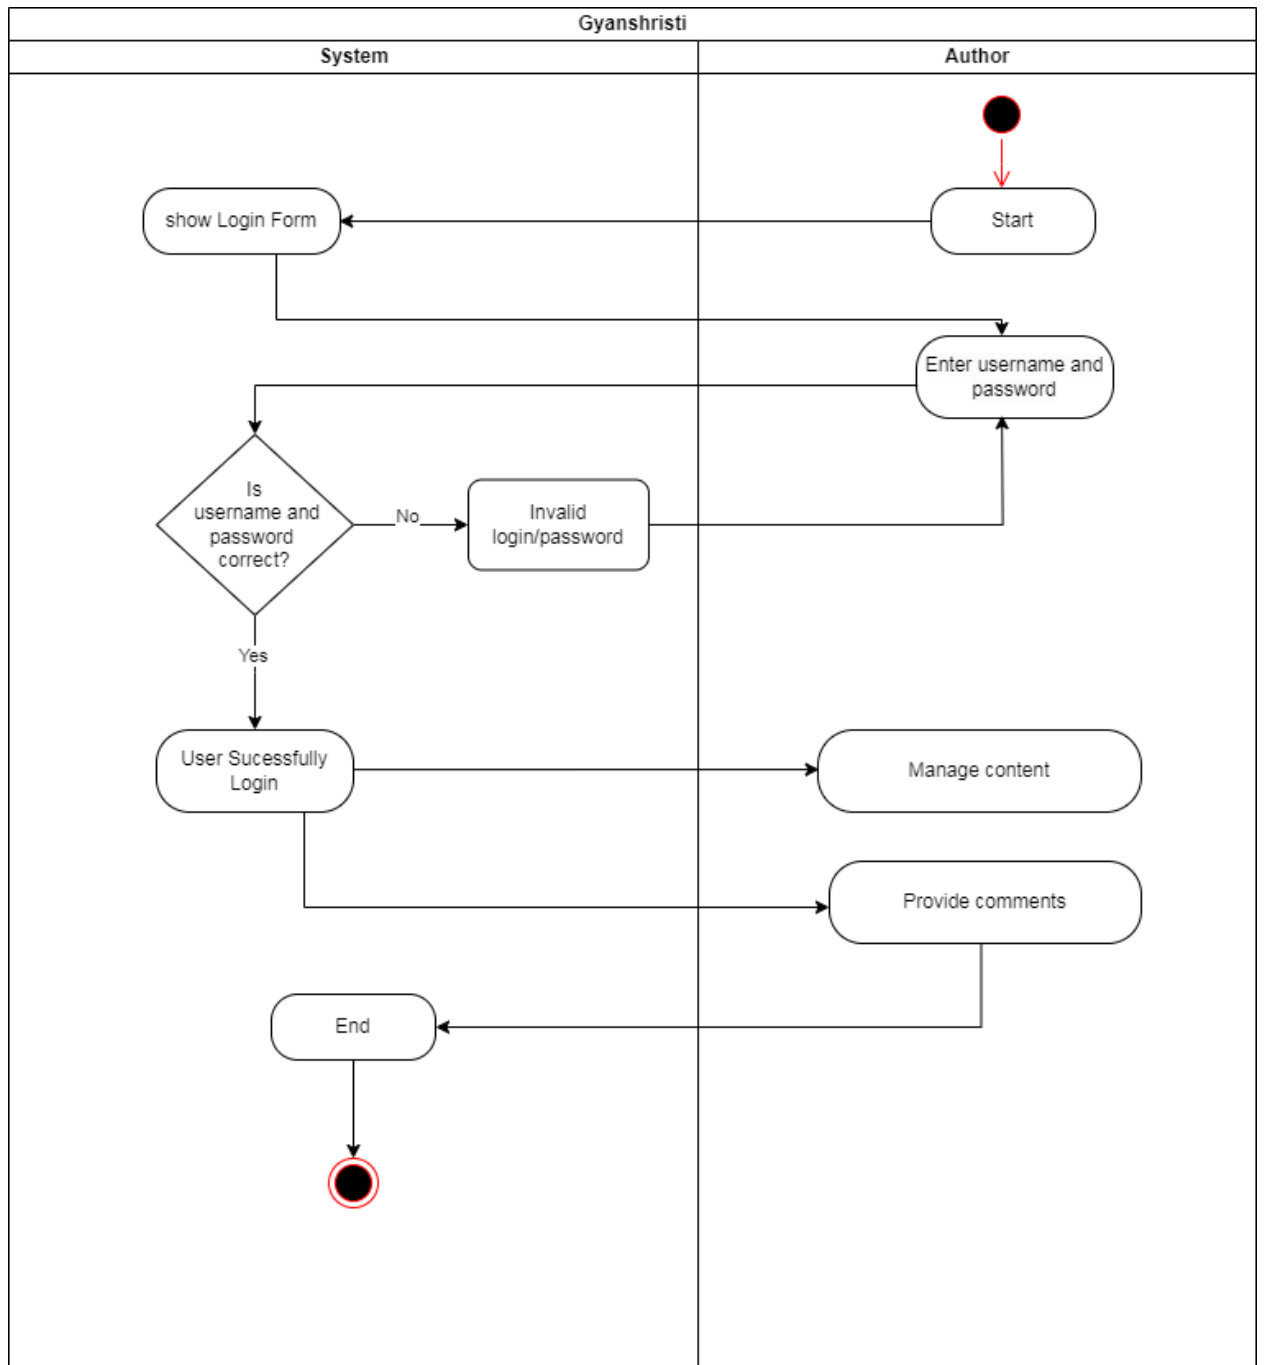 Gyanshristi
System
Author
show Login Form
Start
Enter username and
password
Is
username and
password
correct?
No
Invalid
login/password
Yes
User Sucessfully
Login
Manage content
Provide comments
End